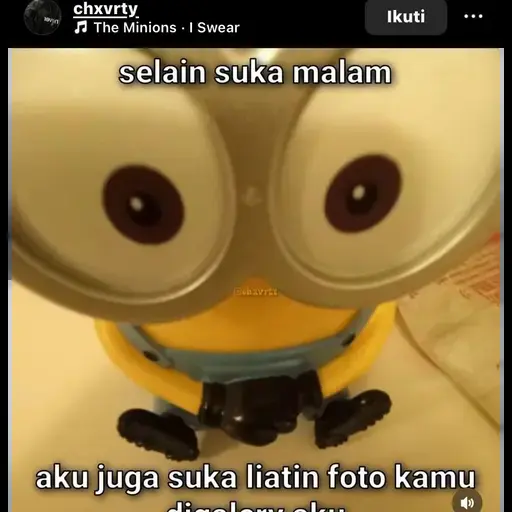 chxvrty
The Minions · I Swear
Ikuti
selain suka malam
@chxvrty
aku juga suka liatin foto kamu
digalery aku